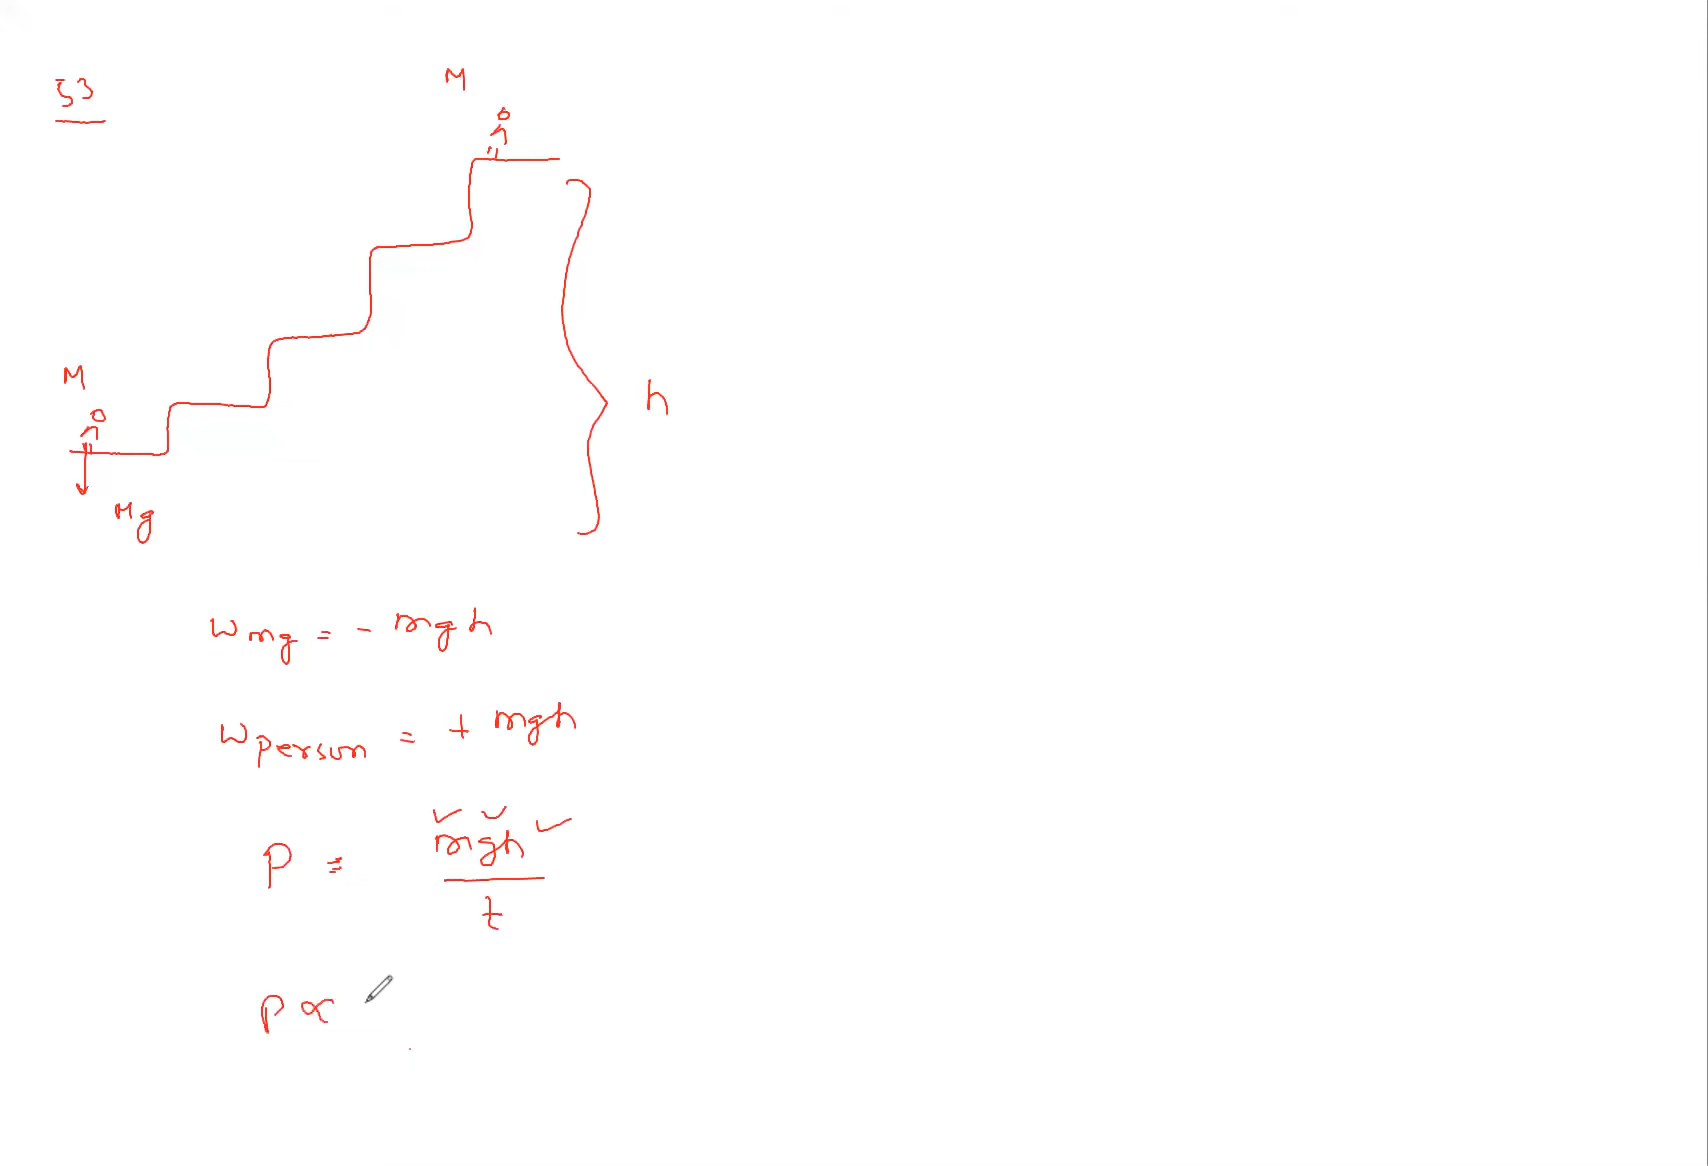 53
M
h
M
Mg
Wmg = - mgh
Wperson = + mgh
P = mgh / t
P ∝